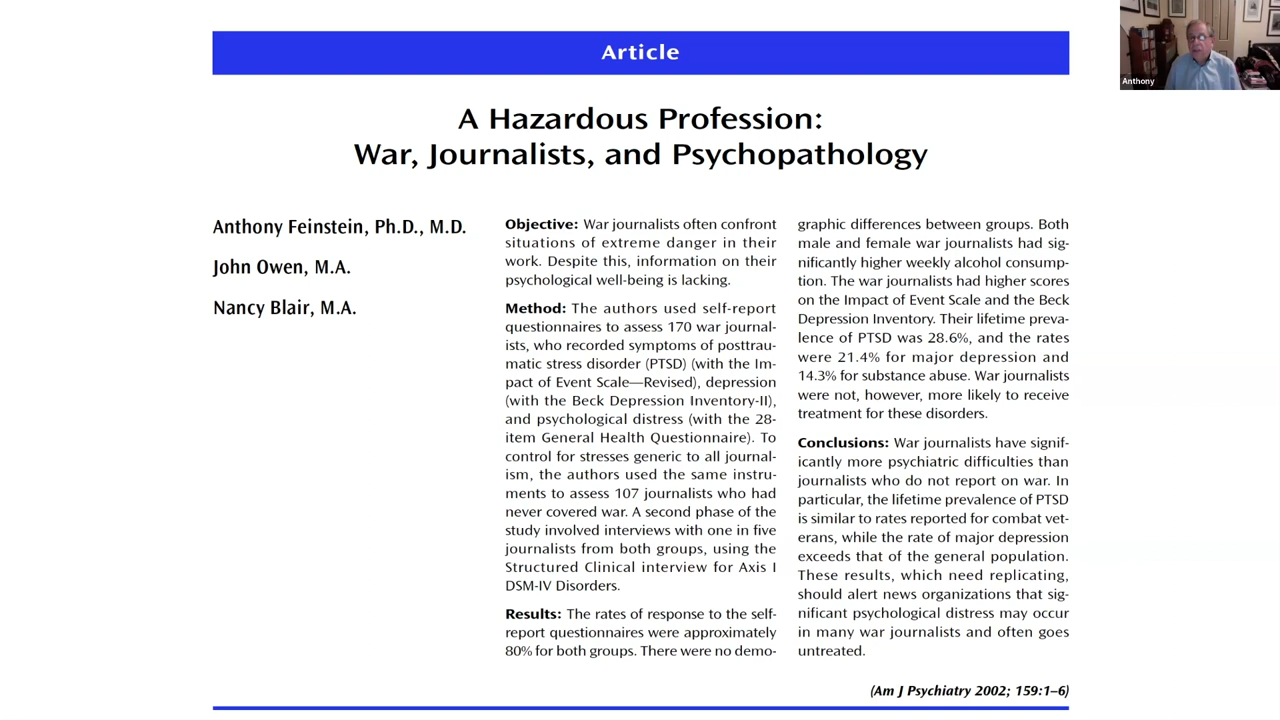 Article
Anthony
A Hazardous Profession:
War, Journalists, and Psychopathology
Anthony Feinstein, Ph.D., M.D.
John Owen, M.A.
Nancy Blair, M.A.
Objective: War journalists often confront
situations of extreme danger in their
work. Despite this, information on their
psychological well-being is lacking.
Method: The authors used self-report
questionnaires to assess 170 war journal-
ists, who recorded symptoms of posttrau-
matic stress disorder (PTSD) (with the Im-
pact of Event Scale—Revised), depression
(with the Beck Depression Inventory-II),
and psychological distress (with the 28-
item General Health Questionnaire). To
control for stresses generic to all journal-
ism, the authors used the same instru-
ments to assess 107 journalists who had
never covered war. A second phase of the
study involved interviews with one in five
journalists from both groups, using the
Structured Clinical interview for Axis I
DSM-IV Disorders.
Results: The rates of response to the self-
report questionnaires were approximately
80% for both groups. There were no demo-
graphic differences between groups. Both
male and female war journalists had sig-
nificantly higher weekly alcohol consump-
tion. The war journalists had higher scores
on the Impact of Event Scale and the Beck
Depression Inventory. Their lifetime preva-
lence of PTSD was 28.6%, and the rates
were 21.4% for major depression and
14.3% for substance abuse. War journalists
were not, however, more likely to receive
treatment for these disorders.
Conclusions: War journalists have signif-
icantly more psychiatric difficulties than
journalists who do not report on war. In
particular, the lifetime prevalence of PTSD
is similar to rates reported for combat vet-
erans, while the rate of major depression
exceeds that of the general population.
These results, which need replicating,
should alert news organizations that sig-
nificant psychological distress may occur
in many war journalists and often goes
untreated.
(Am J Psychiatry 2002; 159:1–6)